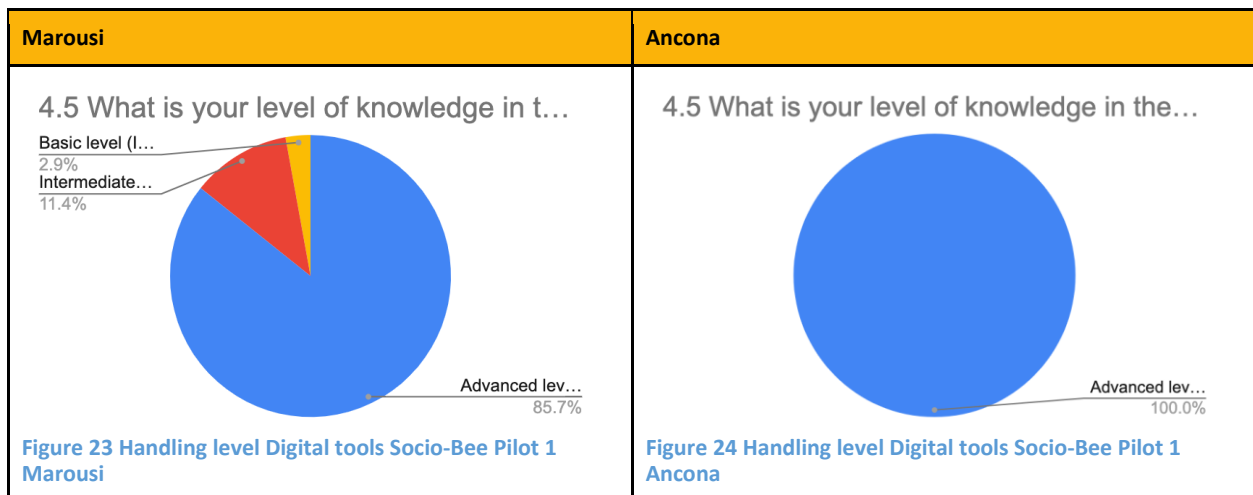 Marousi
Ancona
4.5 What is your level of knowledge in t…
Basic level (I…
2.9%
Intermediate…
11.4%
Advanced lev…
85.7%
Figure 23 Handling level Digital tools Socio-Bee Pilot 1
Marousi
4.5 What is your level of knowledge in the…
Advanced lev…
100.0%
Figure 24 Handling level Digital tools Socio-Bee Pilot 1
Ancona